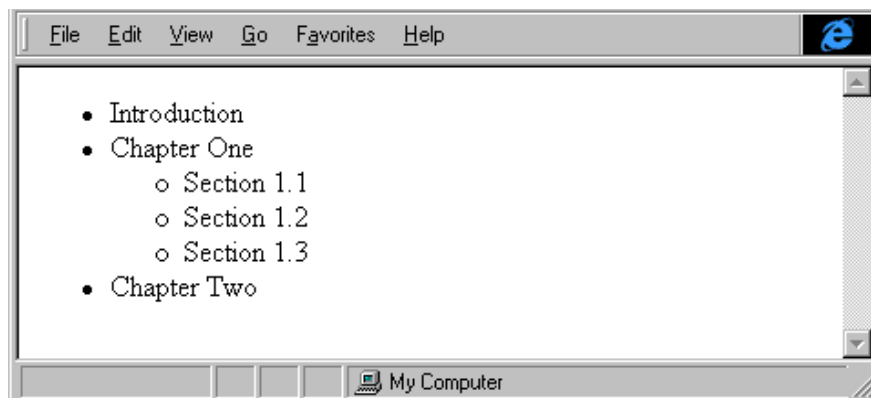 File Edit View Go Favorites Help
Introduction
Chapter One
Section 1.1
Section 1.2
Section 1.3
Chapter Two
My Computer